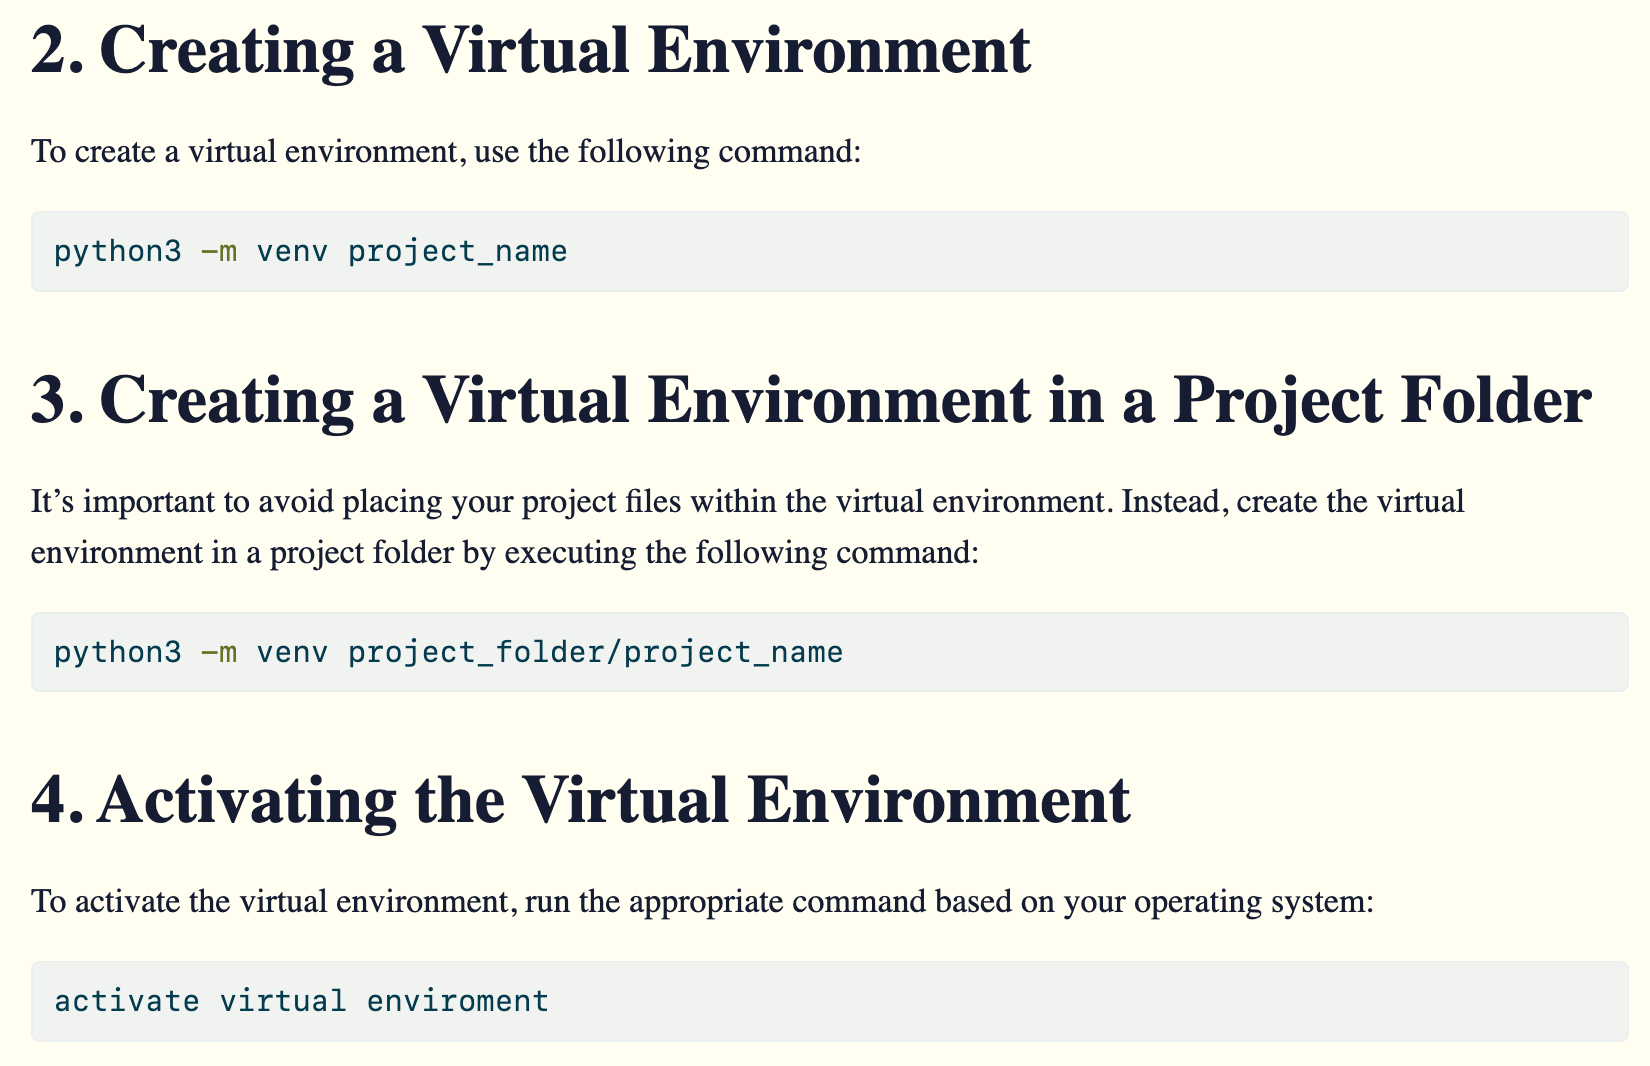 2. Creating a Virtual Environment
To create a virtual environment, use the following command:
python3 -m venv project_name
3. Creating a Virtual Environment in a Project Folder
It’s important to avoid placing your project files within the virtual environment. Instead, create the virtual
environment in a project folder by executing the following command:
python3 -m venv project_folder/project_name
4. Activating the Virtual Environment
To activate the virtual environment, run the appropriate command based on your operating system:
activate virtual enviroment